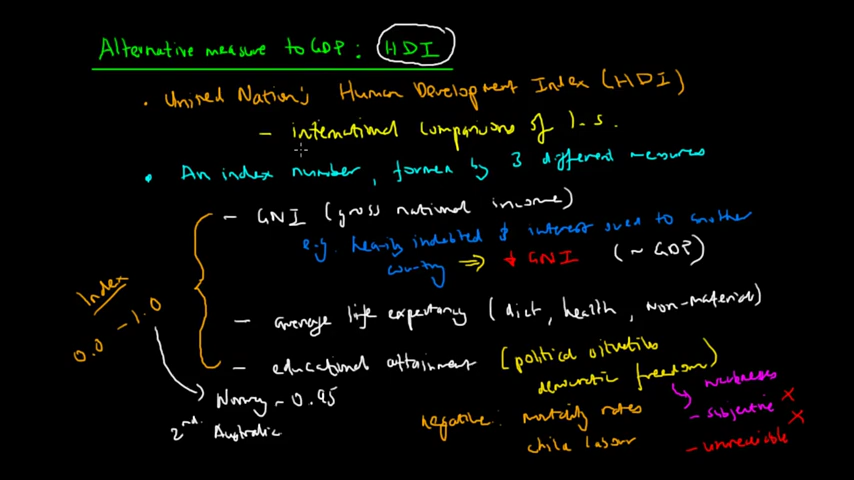 Alternative measure to GDP: HDI
• United Nation's Human Development Index (HDI)
– international comparisons of l.s.
• An index number, formed by 3 different measures
– GNI (gross national income)
e.g. heavily indebted & interest owed to another
country ⇒ ↓ GNI (~ GDP)
Index
0.0 – 1.0
– average life expectancy (diet, health, non-material)
– educational attainment (political situation
democratic freedom)
Norway – 0.95
2nd. Australia
negative: mortality rates
child labour
weaknesses
– subjective ×
– unreliable ×